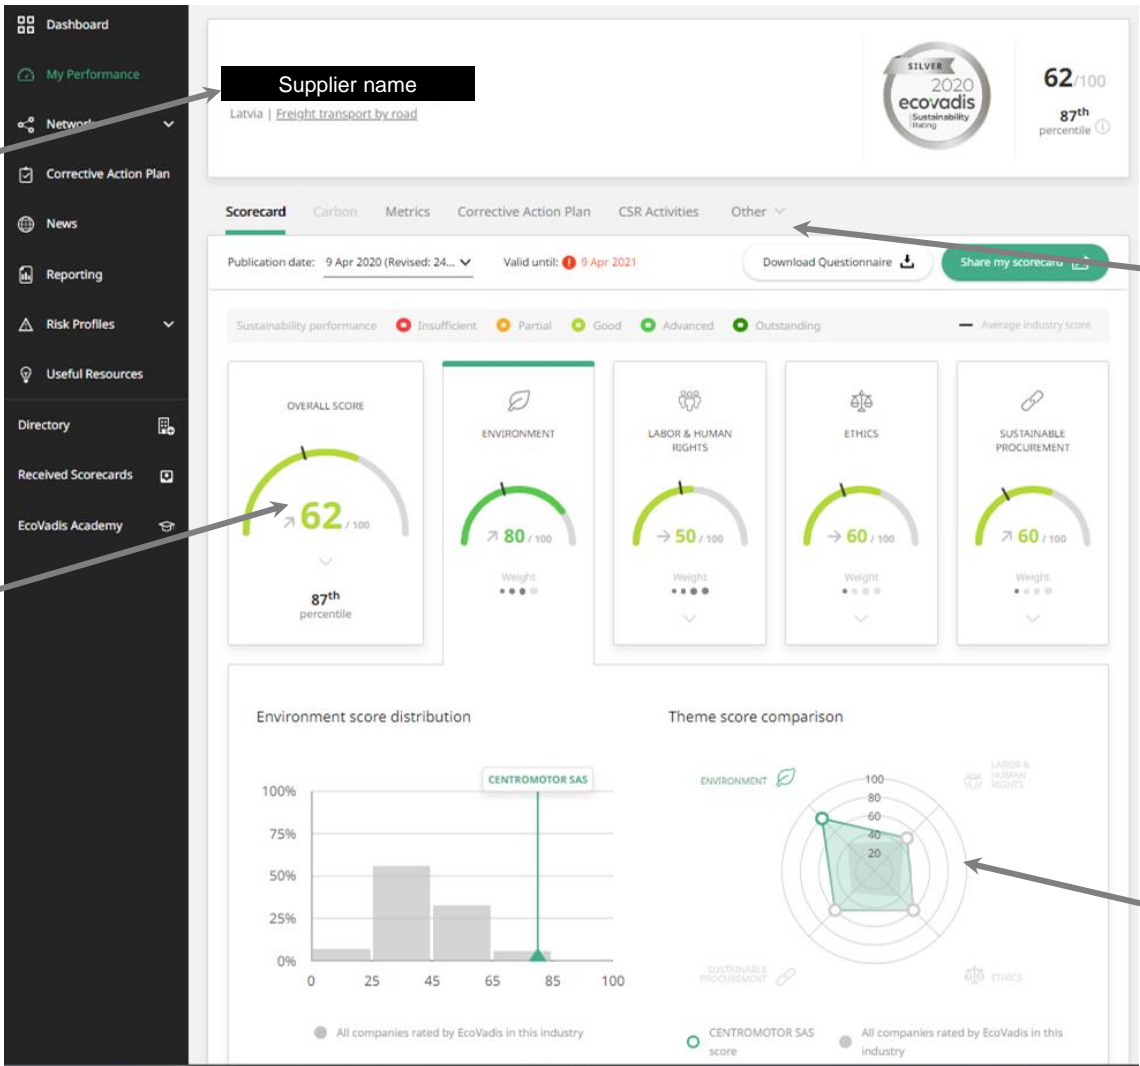 Dashboard
My Performance
Network
Corrective Action Plan
News
Reporting
Risk Profiles
Useful Resources
Directory
Received Scorecards
EcoVadis Academy
Supplier name
Latvia | Freight transport by road
SILVER
2020
ecovadis
Sustainability
Rating
62/100
87th
percentile
Scorecard Carbon Metrics Corrective Action Plan CSR Activities Other
Publication date: 9 Apr 2020 (Revised: 24... Valid until: 9 Apr 2021 Download Questionnaire Share my scorecard
Sustainability performance Insufficient Partial Good Advanced Outstanding Average industry score
OVERALL SCORE
62 / 100
87th
percentile
ENVIRONMENT
80 / 100
Weight
LABOR & HUMAN
RIGHTS
50 / 100
Weight
ETHICS
60 / 100
Weight
SUSTAINABLE
PROCUREMENT
60 / 100
Weight
Environment score distribution
CENTROMOTOR SAS
100%
75%
50%
25%
0%
0 25 45 65 85 100
All companies rated by EcoVadis in this industry
Theme score comparison
ENVIRONMENT
LABOR &
HUMAN
RIGHTS
100
80
60
40
20
SUSTAINABLE
PROCUREMENT
ETHICS
CENTROMOTOR SAS
score
All companies rated by EcoVadis in this
industry